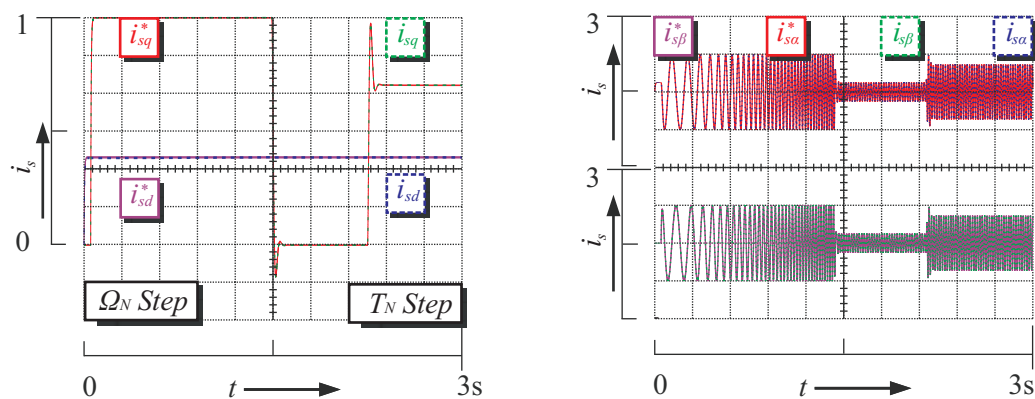 1
i*sq
isq
is
i*sd
isd
0
ΩN Step
TN Step
0
t
3s
3
i*sβ
i*sα
isβ
isα
is
3
is
0
t
3s